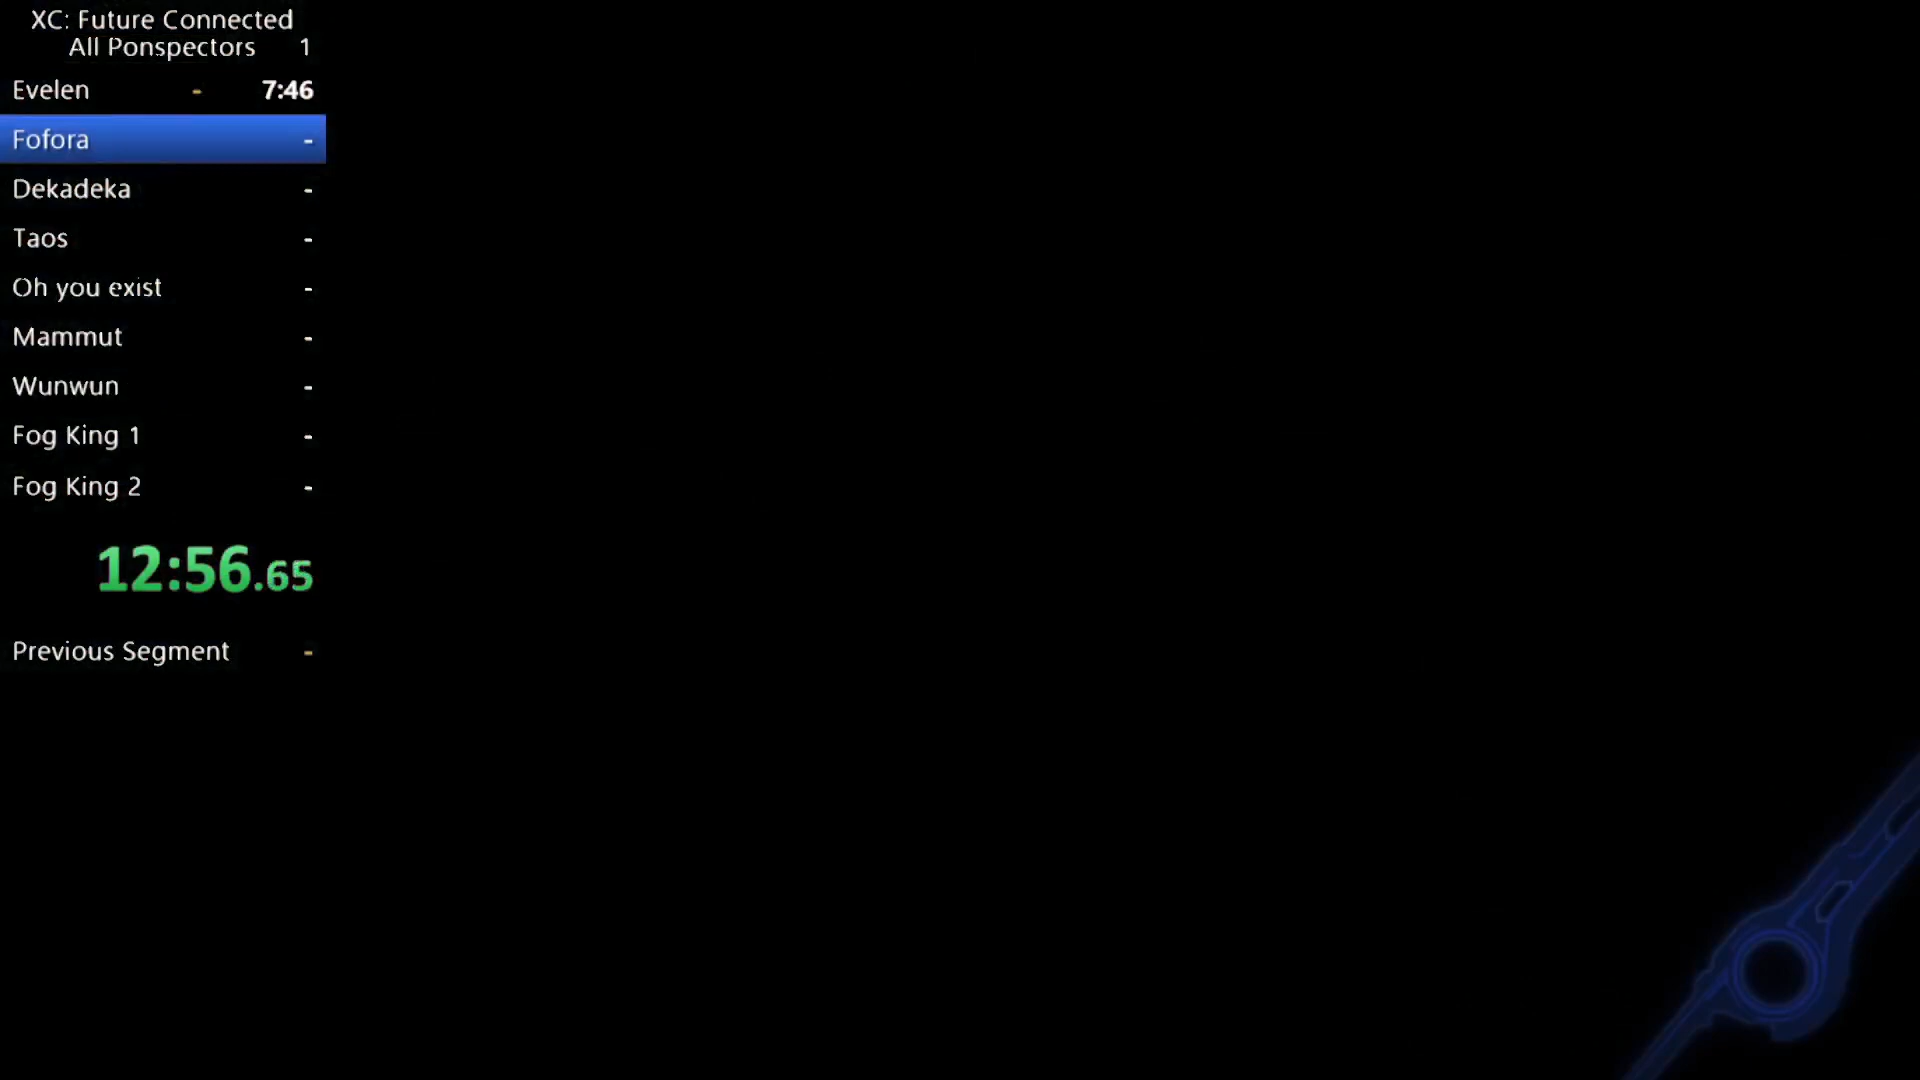 XC: Future Connected
All Ponspectors 1
Evelen - 7:46
Fofora -
Dekadeka -
Taos -
Oh you exist -
Mammut -
Wunwun -
Fog King 1 -
Fog King 2 -
12:56.65
Previous Segment -